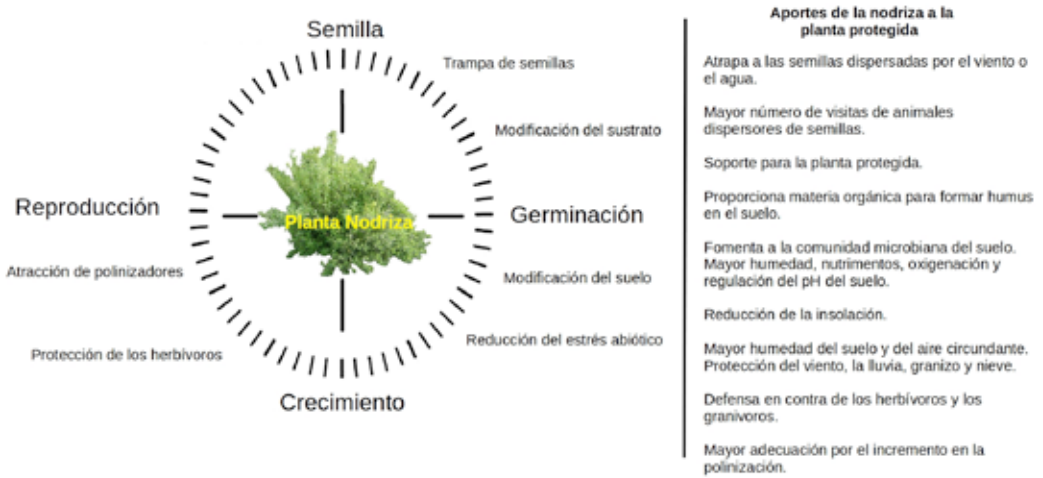 Semilla
Trampa de semillas
Modificación del sustrato
Germinación
Modificación del suelo
Reducción del estrés abiótico
Crecimiento
Protección de los herbívoros
Atracción de polinizadores
Reproducción
Planta Nodriza
Aportes de la nodriza a la
planta protegida
Atrapa a las semillas dispersadas por el viento o
el agua.
Mayor número de visitas de animales
dispersores de semillas.
Soporte para la planta protegida.
Proporciona materia orgánica para formar humus
en el suelo.
Fomenta a la comunidad microbiana del suelo.
Mayor humedad, nutrimentos, oxigenación y
regulación del pH del suelo.
Reducción de la insolación.
Mayor humedad del suelo y del aire circundante.
Protección del viento, la lluvia, granizo y nieve.
Defensa en contra de los herbívoros y los
granivoros.
Mayor adecuación por el incremento en la
polinización.